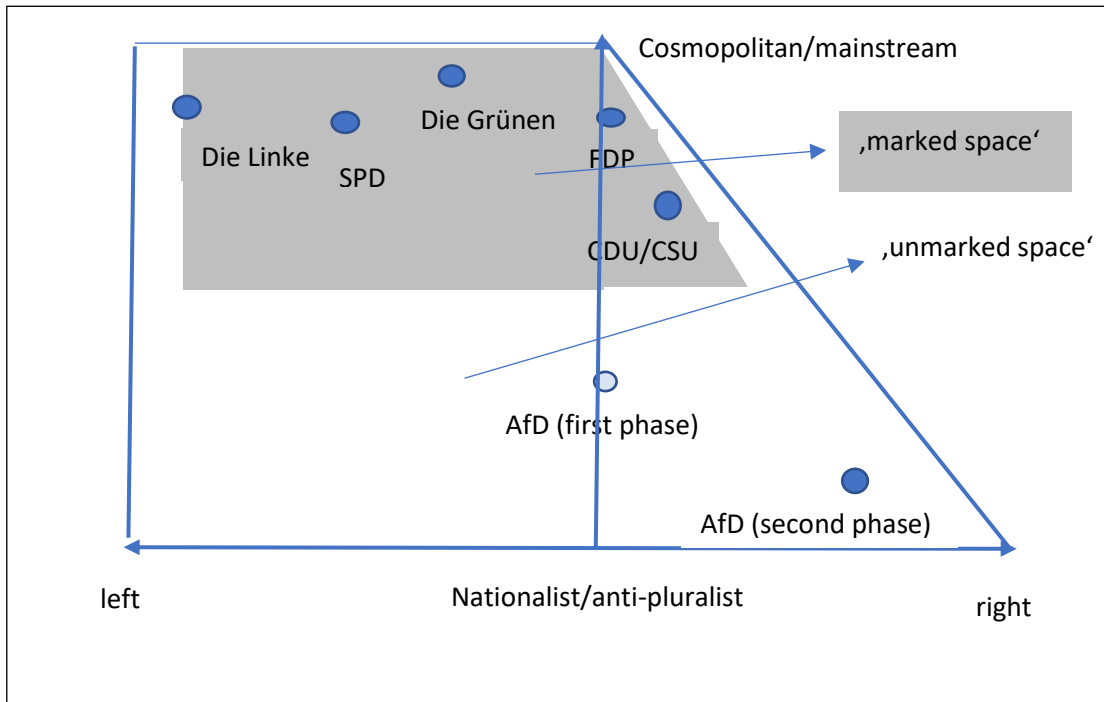 Cosmopolitan/mainstream
Die Grünen
‚marked space‘
Die Linke
FDP
SPD
CDU/CSU
‚unmarked space‘
AfD (first phase)
AfD (second phase)
left
Nationalist/anti-pluralist
right